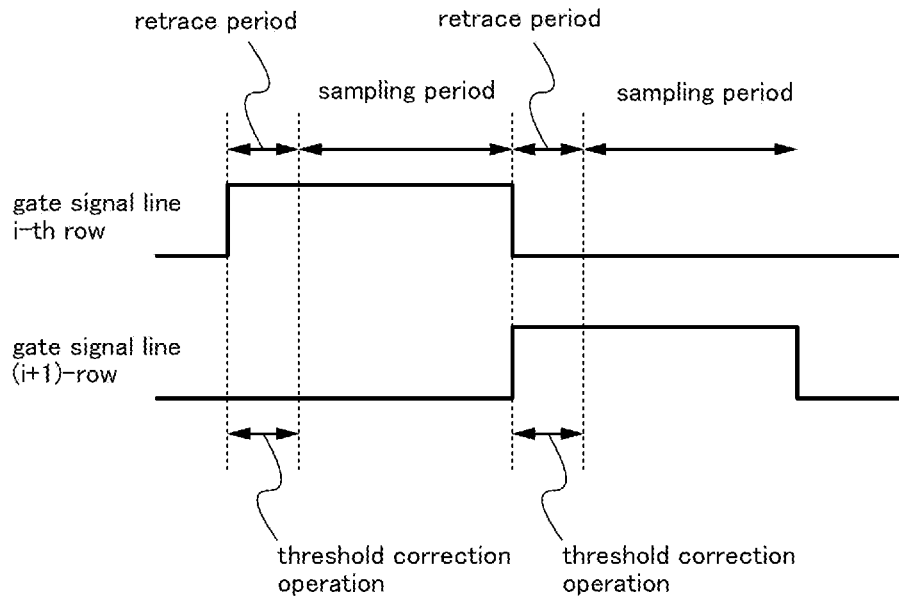 retrace period
retrace period
sampling period
sampling period
gate signal line
i-th row
gate signal line
(i+1)-row
threshold correction
operation
threshold correction
operation